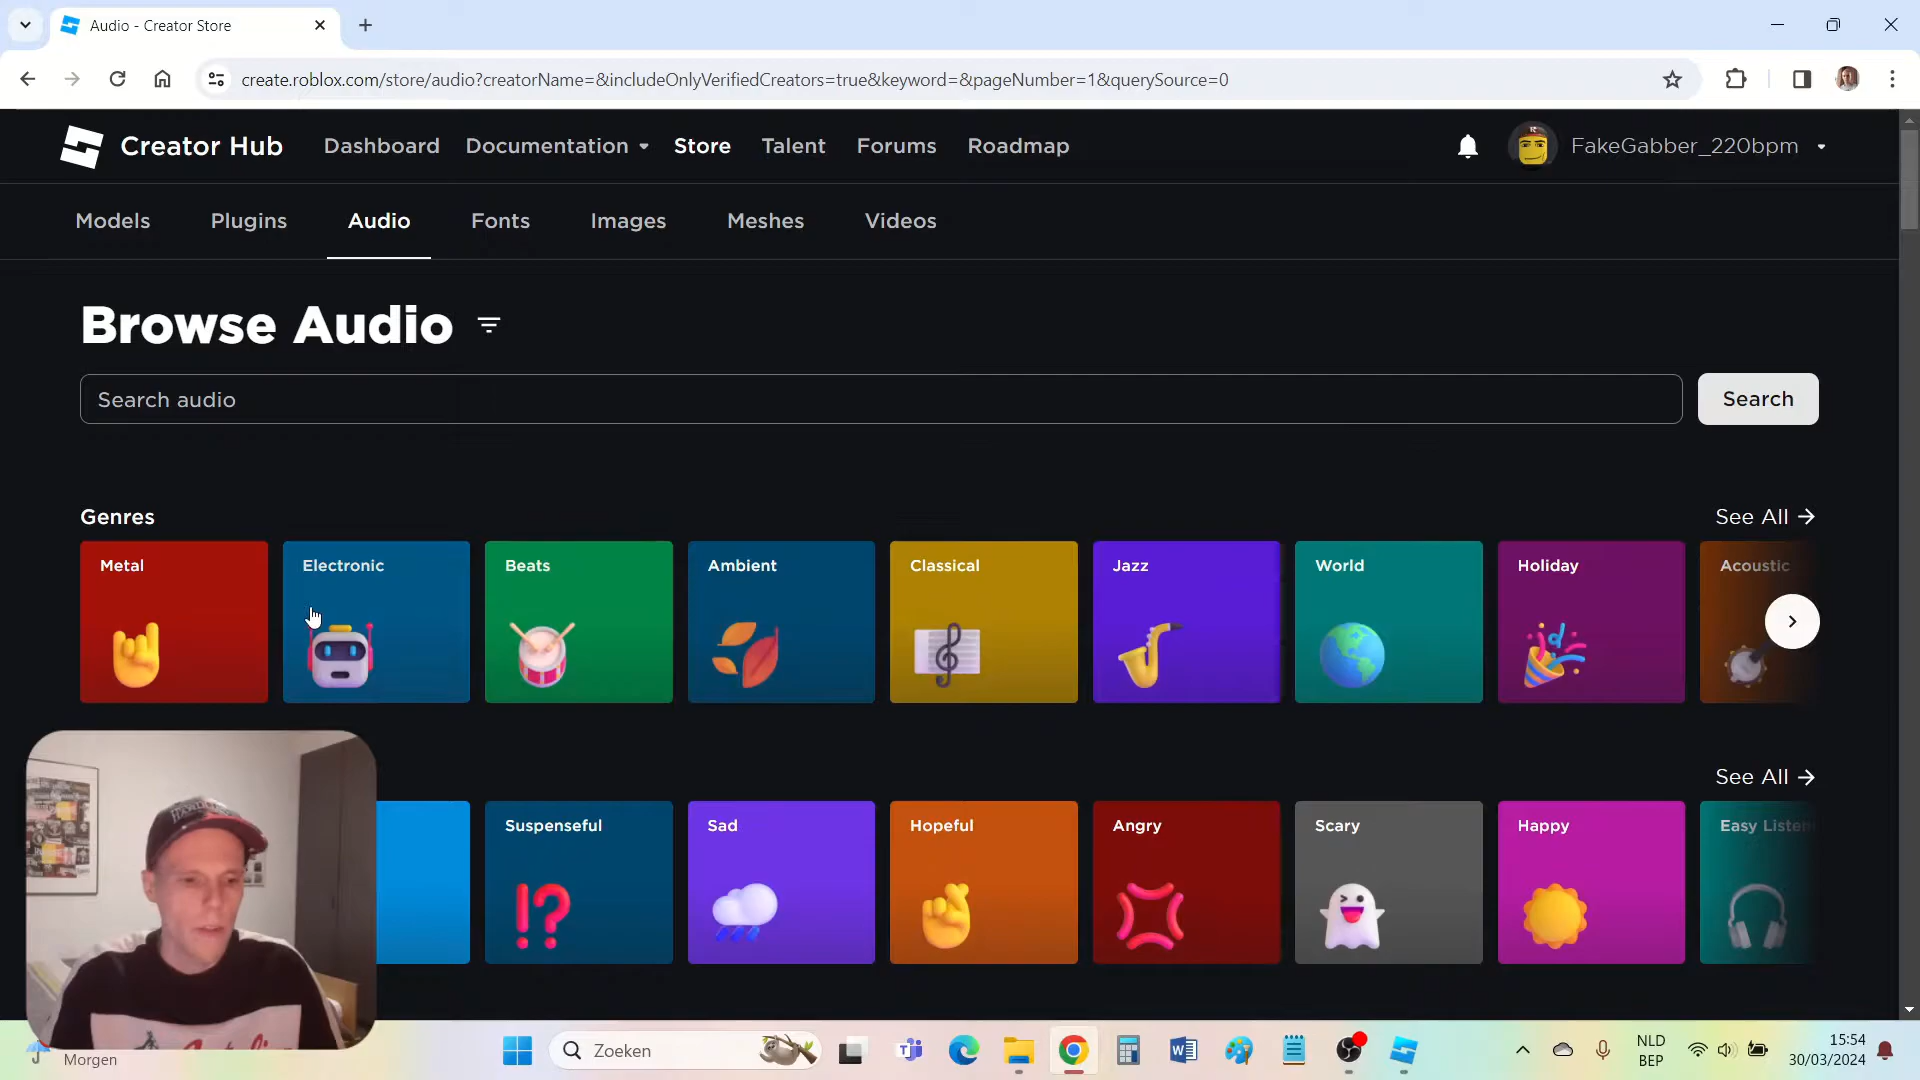 Audio - Creator Store
create.roblox.com/store/audio?creatorName=&includeOnlyVerifiedCreators=true&keyword=&pageNumber=1&querySource=0
Creator Hub Dashboard Documentation Store Talent Forums Roadmap FakeGabber_220bpm
Models Plugins Audio Fonts Images Meshes Videos
Browse Audio
Search audio Search
Genres See All
Metal Electronic Beats Ambient Classical Jazz World Holiday Acoustic
See All
Suspenseful Sad Hopeful Angry Scary Happy Easy Listen
Morgen
Zoeken
NLD
BEP
15:54
30/03/2024